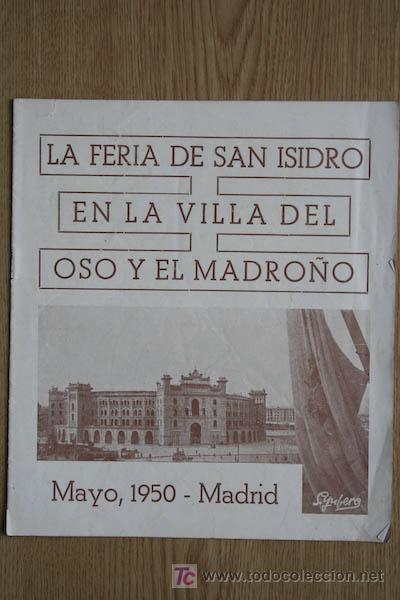 LA FERIA DE SAN ISIDRO
EN LA VILLA DEL
OSO Y EL MADROÑO
Mayo, 1950 - Madrid
TC
todocoleccion
www.todocoleccion.net